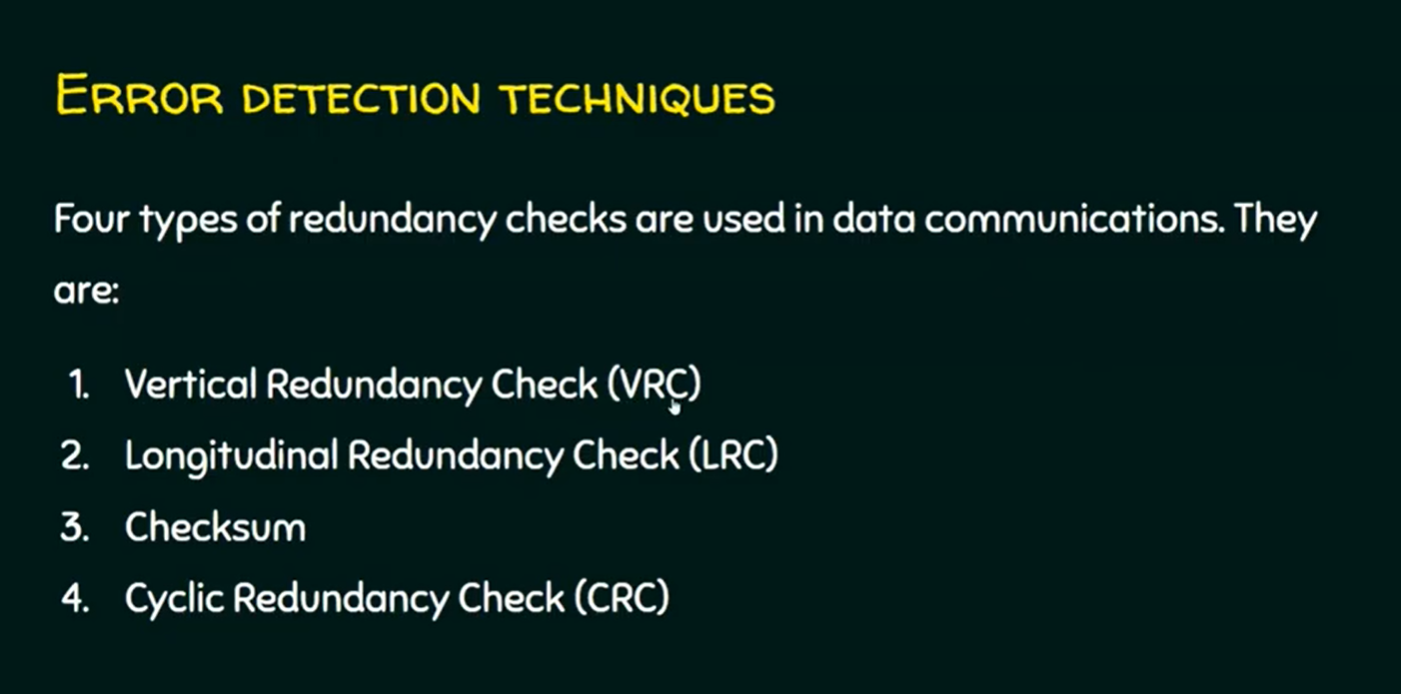 ERROR DETECTION TECHNIQUES
Four types of redundancy checks are used in data communications. They
are:
1. Vertical Redundancy Check (VRC)
2. Longitudinal Redundancy Check (LRC)
3. Checksum
4. Cyclic Redundancy Check (CRC)